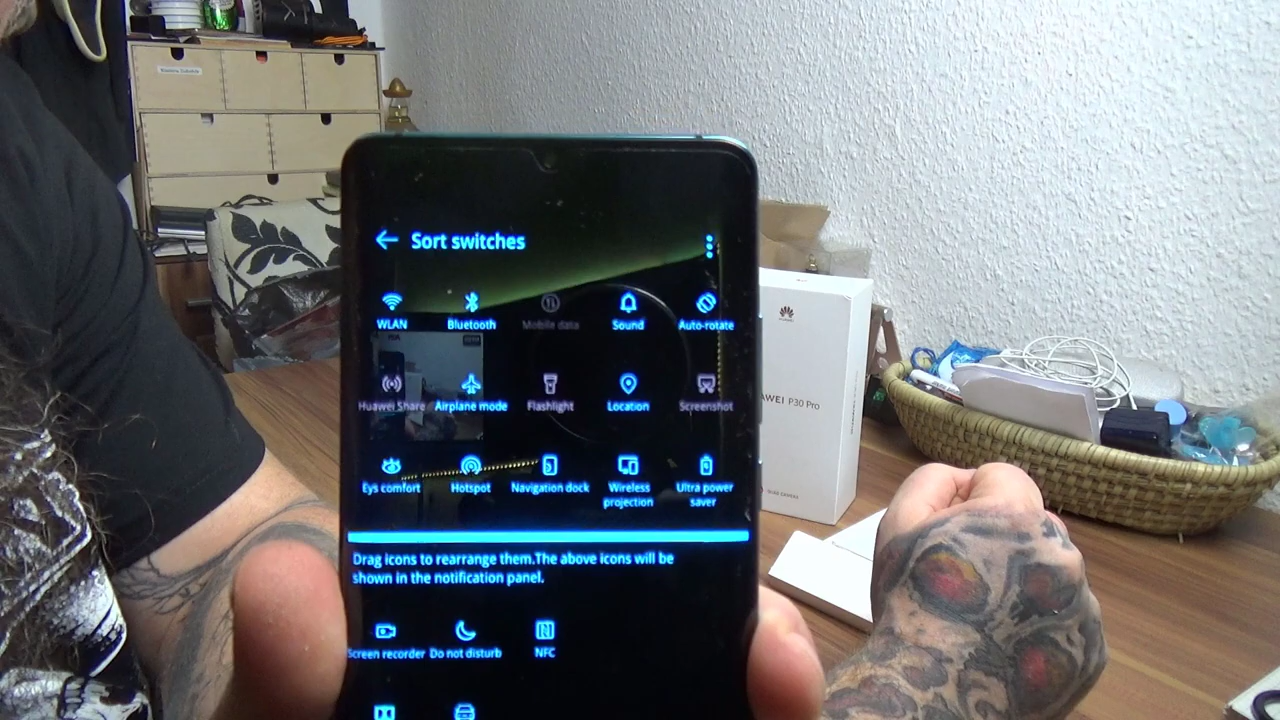 Sort switches
WLAN
Bluetooth
Mobile data
Sound
Auto-rotate
Huawei Share
Airplane mode
Flashlight
Location
Screenshot
Eys comfort
Hotspot
Navigation dock
Wireless
projection
Ultra power
saver
Drag icons to rearrange them.The above icons will be
shown in the notification panel.
Screen recorder
Do not disturb
NFC
HUAWEI
AWEI P30 Pro